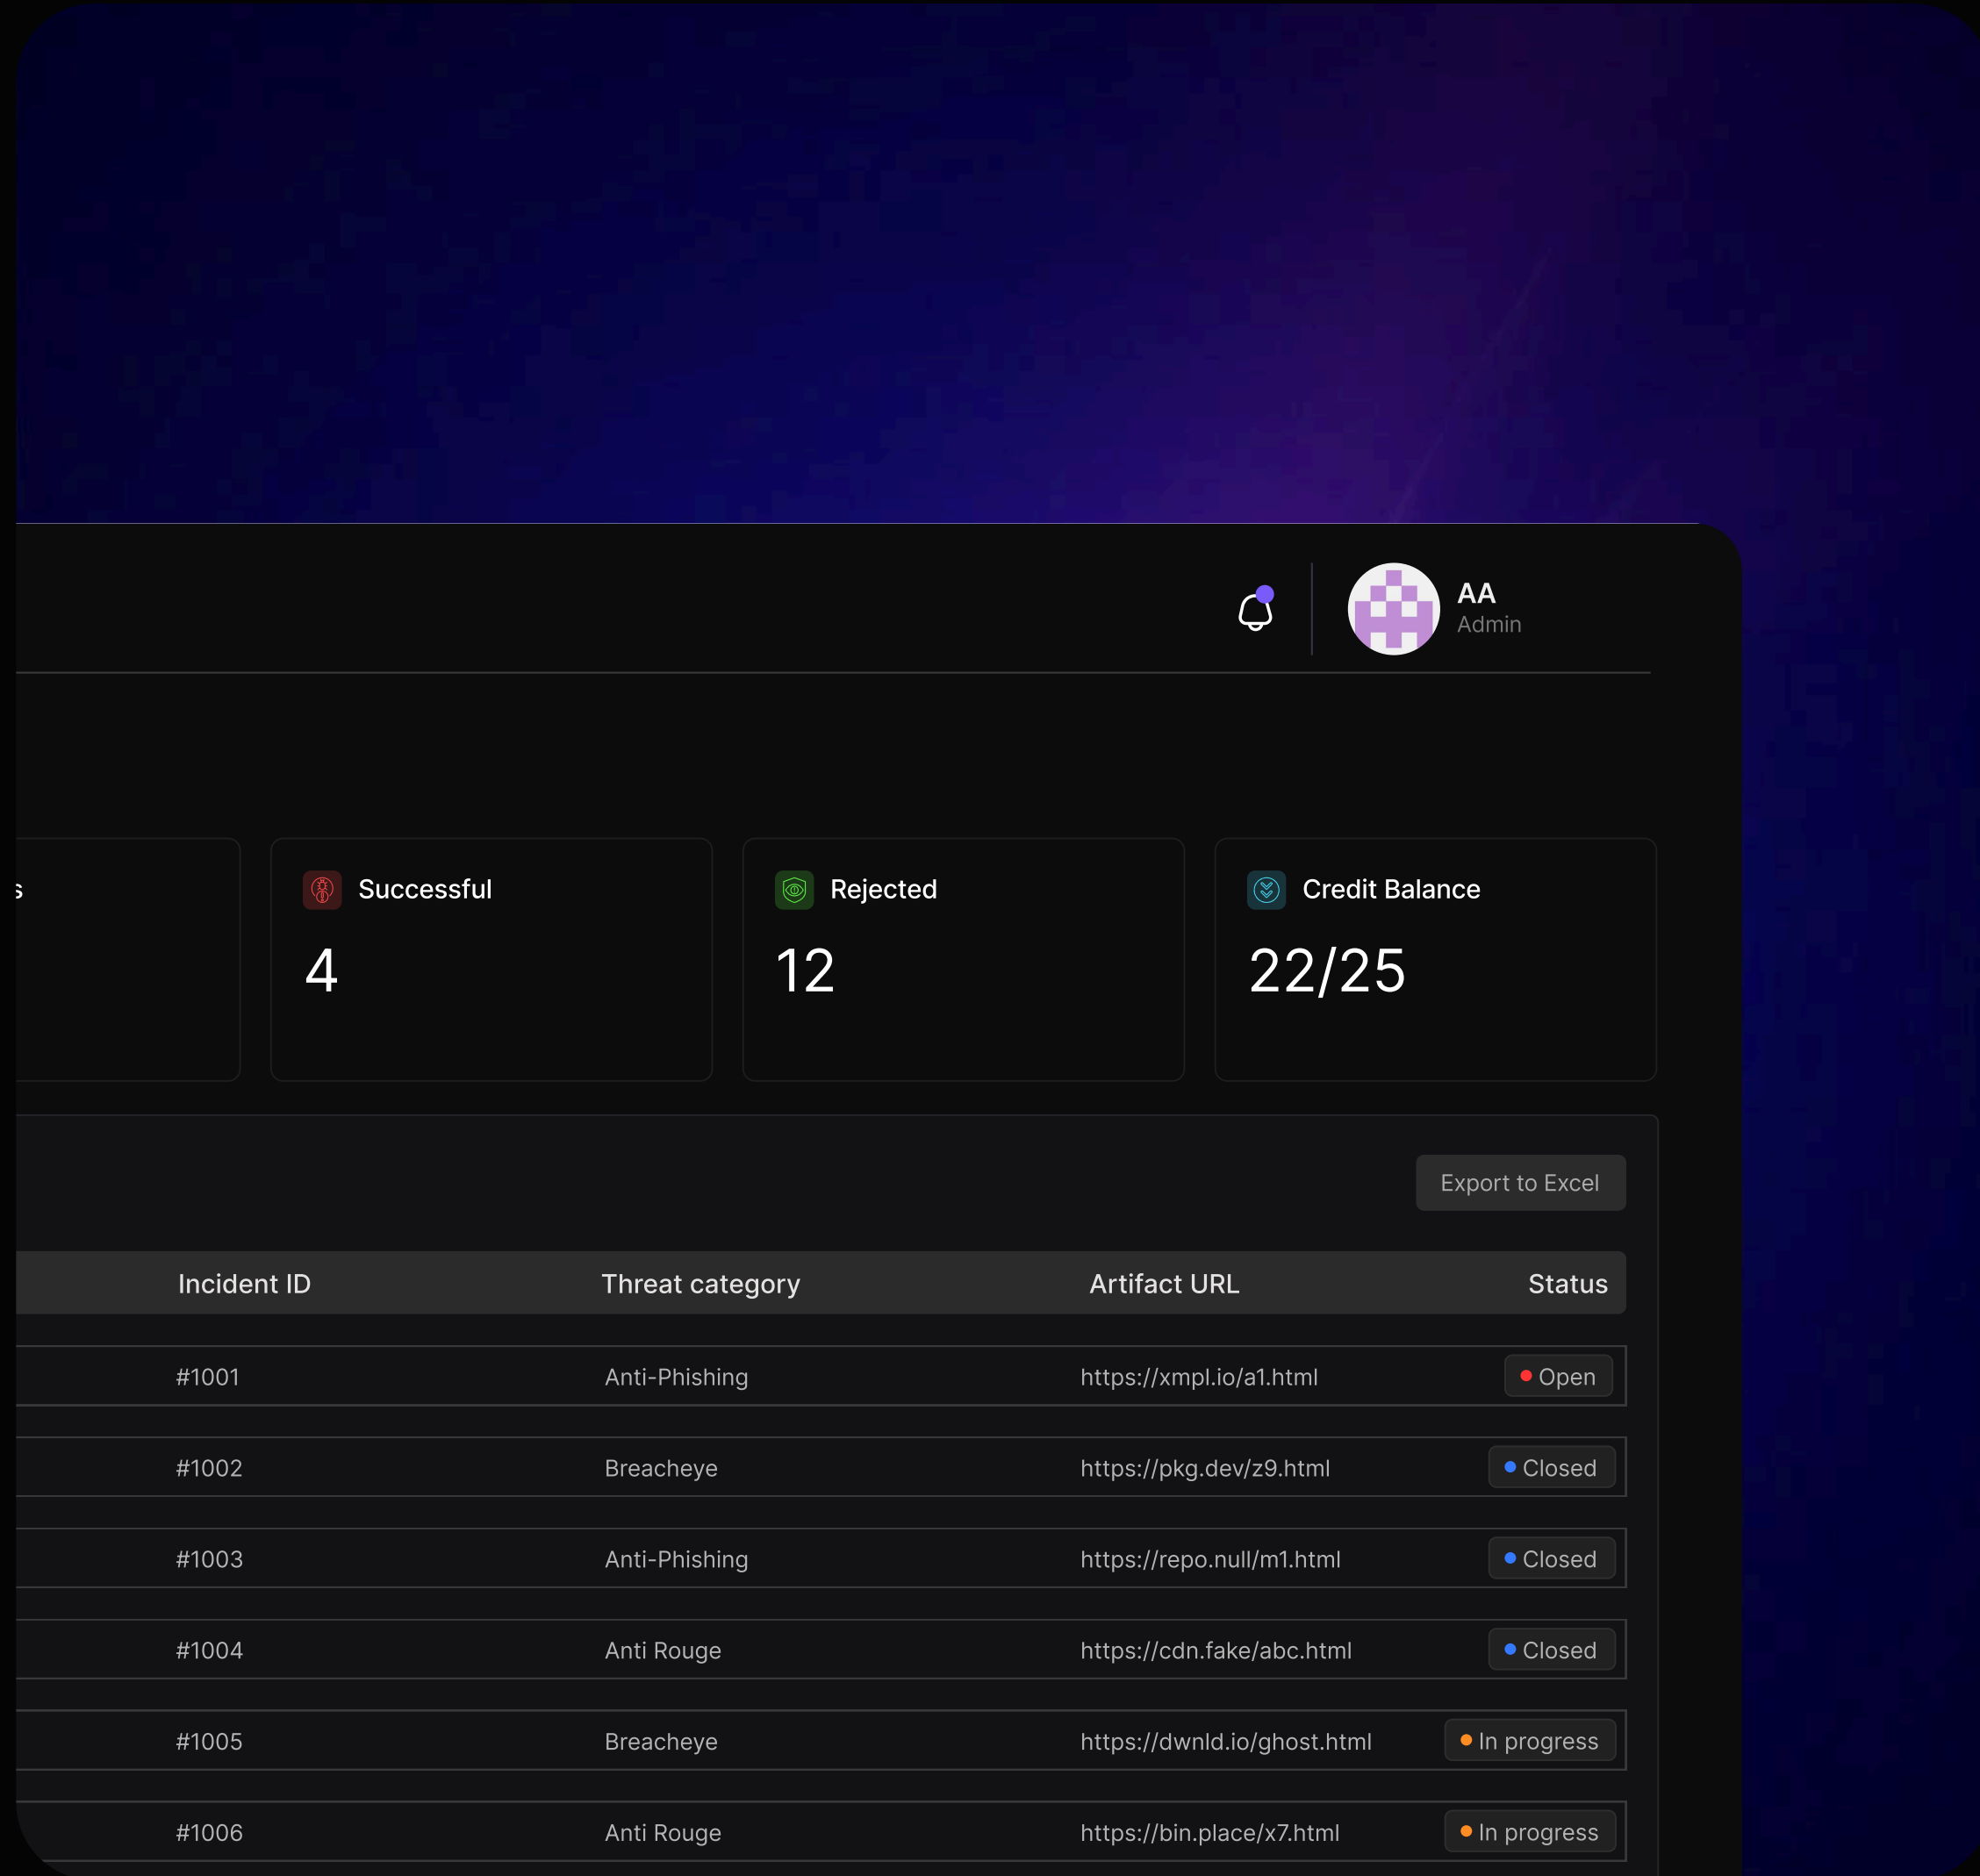 AA
Admin
s
Successful
4
Rejected
12
Credit Balance
22/25
Export to Excel
Incident ID Threat category Artifact URL Status
#1001 Anti-Phishing https://xmpl.io/a1.html Open
#1002 Breacheye https://pkg.dev/z9.html Closed
#1003 Anti-Phishing https://repo.null/m1.html Closed
#1004 Anti Rouge https://cdn.fake/abc.html Closed
#1005 Breacheye https://dwnld.io/ghost.html In progress
#1006 Anti Rouge https://bin.place/x7.html In progress